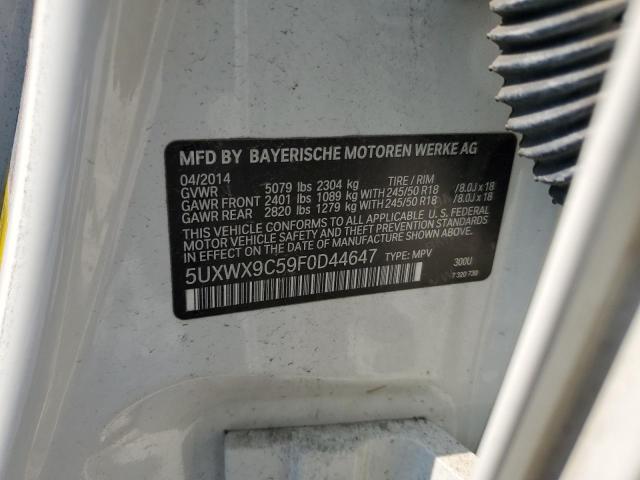 MFD BY BAYERISCHE MOTOREN WERKE AG
04/2014 TIRE / RIM
GVWR 5079 lbs 2304 kg
GAWR FRONT 2401 lbs 1089 kg WITH 245/50 R18 /8.0J x 18
GAWR REAR 2820 lbs 1279 kg WITH 245/50 R18 /8.0J x 18
THIS VEHICLE CONFORMS TO ALL APPLICABLE U. S. FEDERAL
MOTOR VEHICLE SAFETY AND THEFT PREVENTION STANDARDS IN
EFFECT ON THE DATE OF MANUFACTURE SHOWN ABOVE.
5UXWX9C59F0D44647 TYPE: MPV 300U
7 320 739